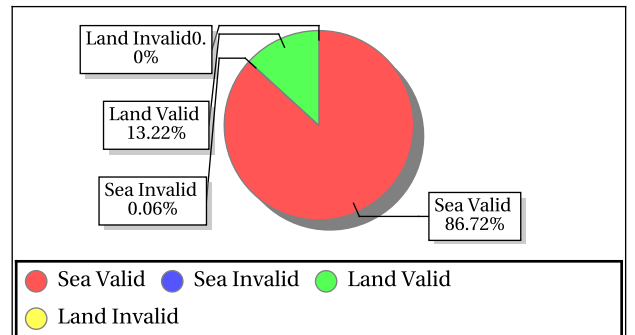 Land Invalid0.
0%
Land Valid
13.22%
Sea Invalid
0.06%
Sea Valid
86.72%
Sea Valid Sea Invalid Land Valid
Land Invalid